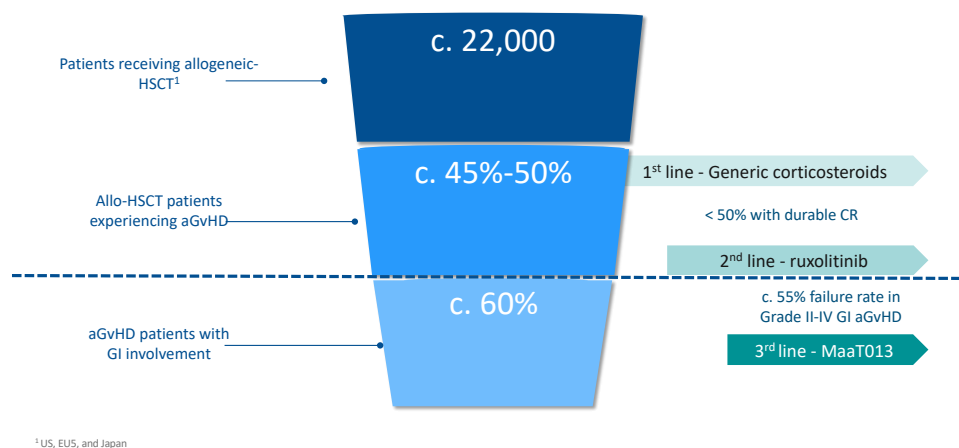 c. 22,000
Patients receiving allogeneic-
HSCT¹
c. 45%-50%
1st line - Generic corticosteroids
Allo-HSCT patients
experiencing aGvHD
< 50% with durable CR
2nd line - ruxolitinib
c. 60%
c. 55% failure rate in
Grade II-IV GI aGvHD
aGvHD patients with
GI involvement
3rd line - MaaT013
¹ US, EU5, and Japan